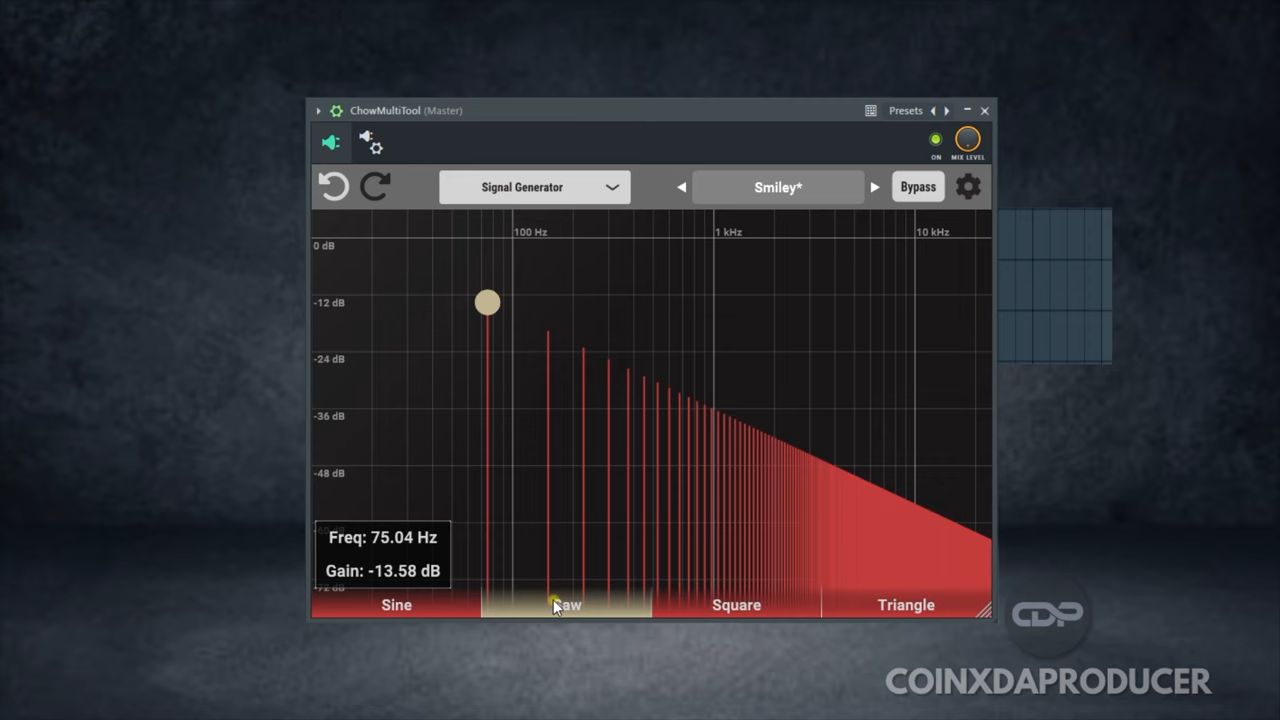 ChowMultiTool (Master)
Presets
ON
MIX LEVEL
Signal Generator
Smiley*
Bypass
100 Hz
1 kHz
10 kHz
0 dB
-12 dB
-24 dB
-36 dB
-48 dB
Freq: 75.04 Hz
Gain: -13.58 dB
Sine
Saw
Square
Triangle
CDP
COINXDAPRODUCER